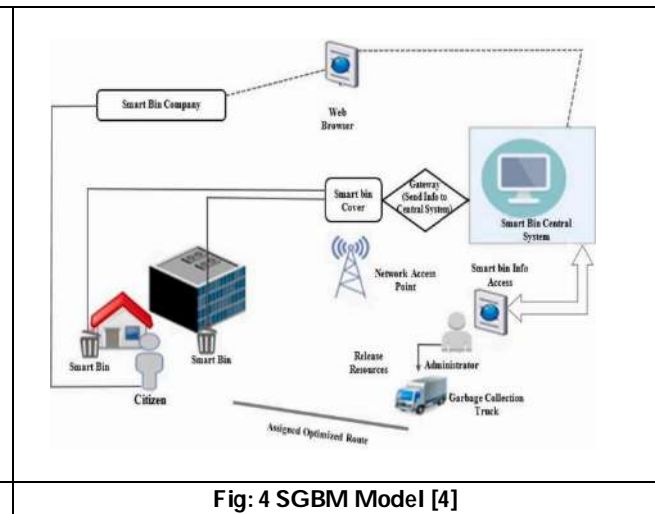 Smart Bin Company
Web
Browser
Smart bin
Cover
Gateway
(Send Info to
Central System)
Smart Bin Central
System
Network Access
Point
Smart bin Info
Access
Smart Bin
Smart Bin
Citizen
Release
Resources
Administrator
Garbage Collection
Truck
Assigned Optimized Route
Fig: 4 SGBM Model [4]